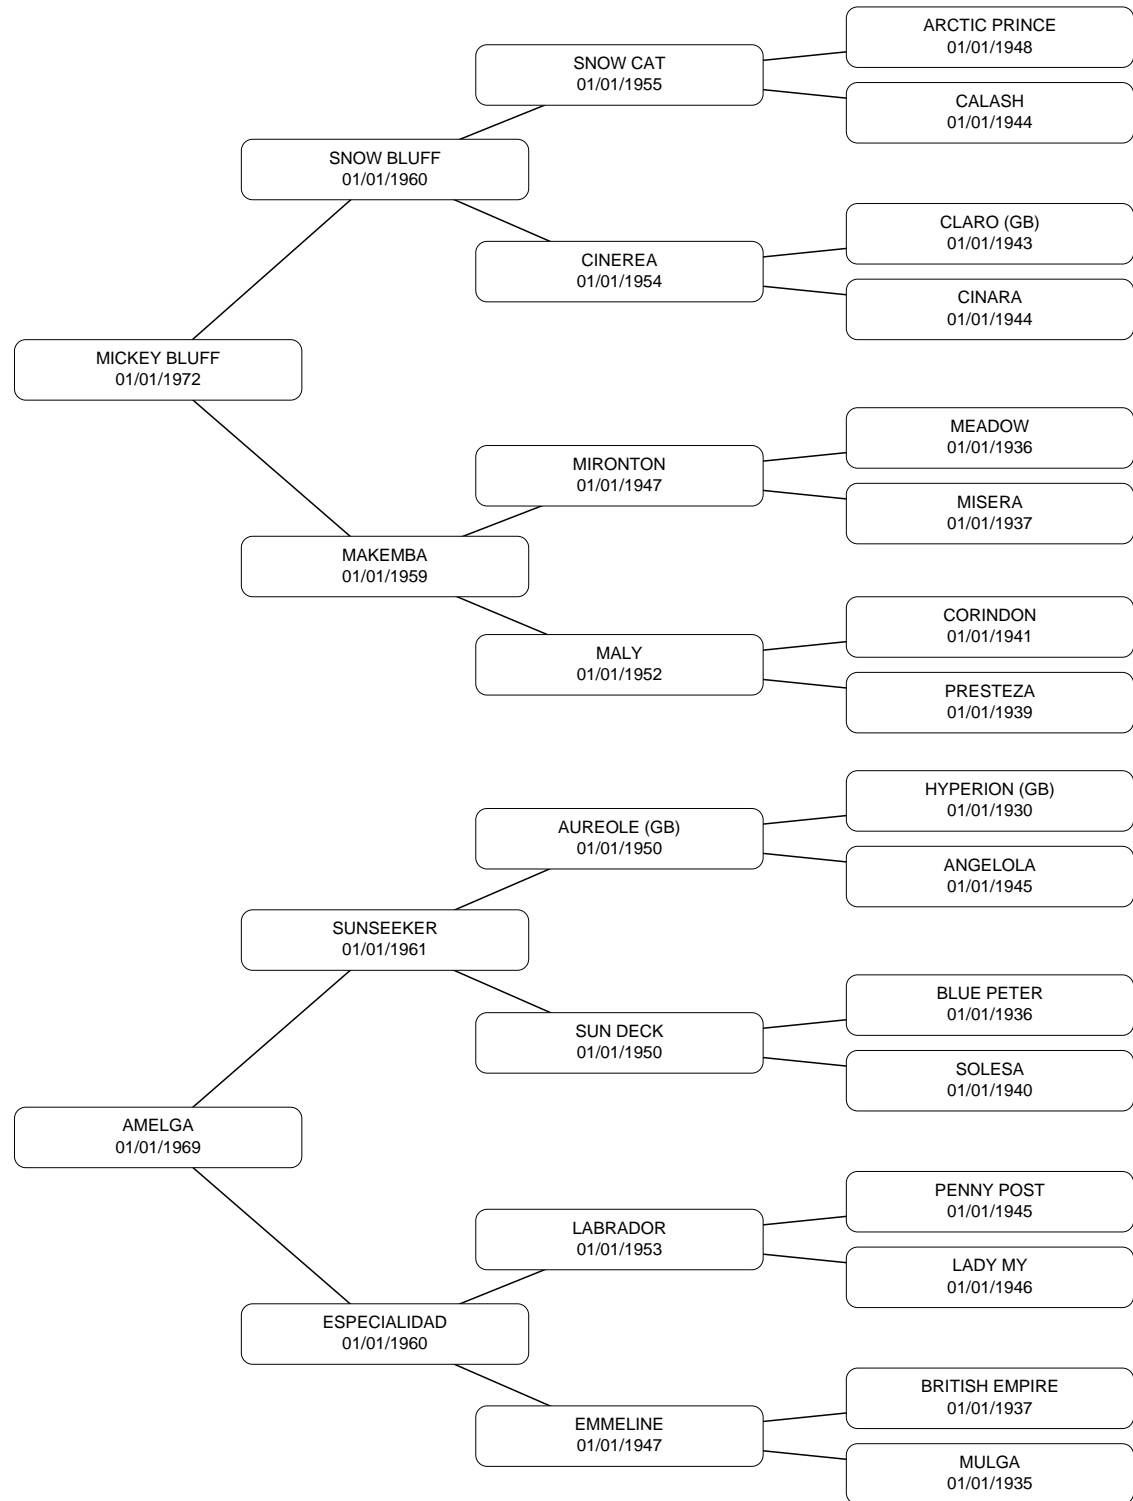 ARCTIC PRINCE
01/01/1948
SNOW CAT
01/01/1955
CALASH
01/01/1944
SNOW BLUFF
01/01/1960
CLARO (GB)
01/01/1943
CINEREA
01/01/1954
CINARA
01/01/1944
MICKEY BLUFF
01/01/1972
MEADOW
01/01/1936
MIRONTON
01/01/1947
MISERA
01/01/1937
MAKEMBA
01/01/1959
CORINDON
01/01/1941
MALY
01/01/1952
PRESTEZA
01/01/1939
HYPERION (GB)
01/01/1930
AUREOLE (GB)
01/01/1950
ANGELOLA
01/01/1945
SUNSEEKER
01/01/1961
BLUE PETER
01/01/1936
SUN DECK
01/01/1950
SOLESA
01/01/1940
AMELGA
01/01/1969
PENNY POST
01/01/1945
LABRADOR
01/01/1953
LADY MY
01/01/1946
ESPECIALIDAD
01/01/1960
BRITISH EMPIRE
01/01/1937
EMMELINE
01/01/1947
MULGA
01/01/1935